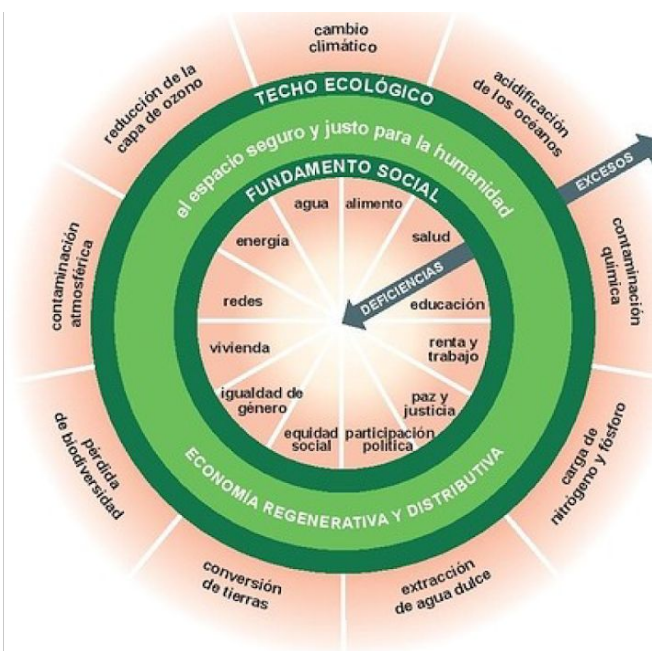 cambio
climático
acidificación
de los océanos
contaminación
química
carga de
nitrógeno y fósforo
extracción
de agua dulce
conversión
de tierras
pérdida
de biodiversidad
contaminación
atmosférica
reducción de la
capa de ozono
TECHO ECOLÓGICO
el espacio seguro y justo para la humanidad
FUNDAMENTO SOCIAL
EXCESOS
DEFICIENCIAS
agua
alimento
salud
educación
renta y
trabajo
paz y
justicia
participación
política
equidad
social
igualdad de
género
vivienda
redes
energía
ECONOMÍA REGENERATIVA Y DISTRIBUTIVA